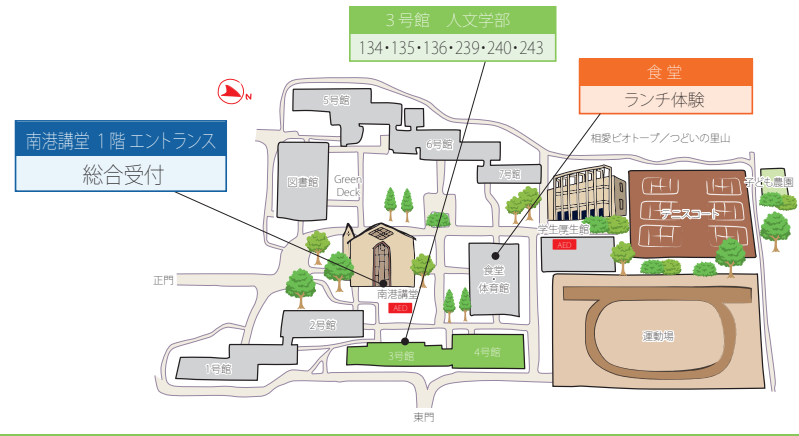 3号館　人文学部
134・135・136・239・240・243
食堂
ランチ体験
南港講堂 1階 エントランス
総合受付
N
5号館
6号館
7号館
相愛ビオトープ／つどいの里山
図書館
Green
Deck
子ども農園
テニスコート
学生厚生館
AED
食堂
・
体育館
正門
南港講堂
AED
2号館
1号館
3号館
4号館
運動場
東門